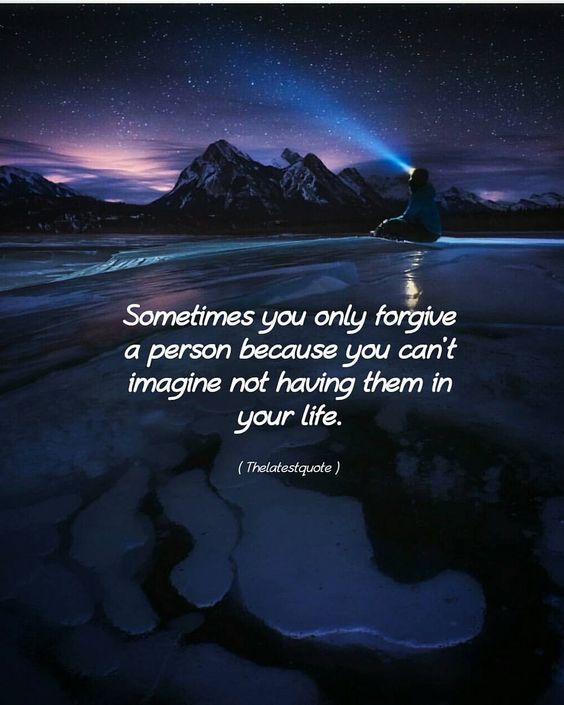 Sometimes you only forgive
a person because you can't
imagine not having them in
your life.
( Thelatestquote )